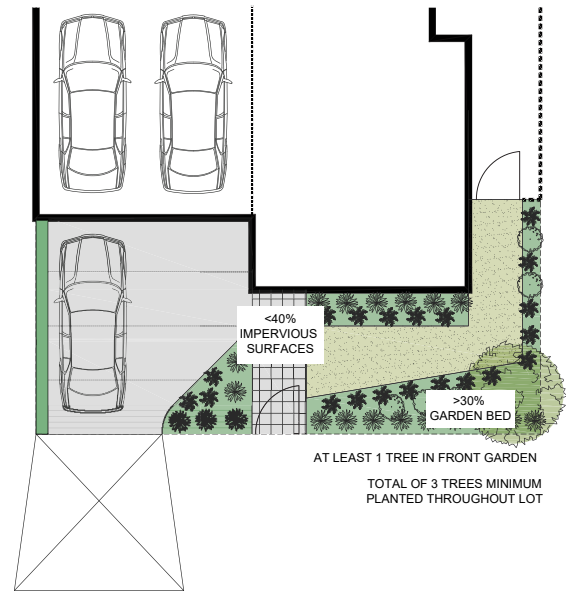 <40%
IMPERVIOUS
SURFACES
>30%
GARDEN BED
AT LEAST 1 TREE IN FRONT GARDEN
TOTAL OF 3 TREES MINIMUM
PLANTED THROUGHOUT LOT